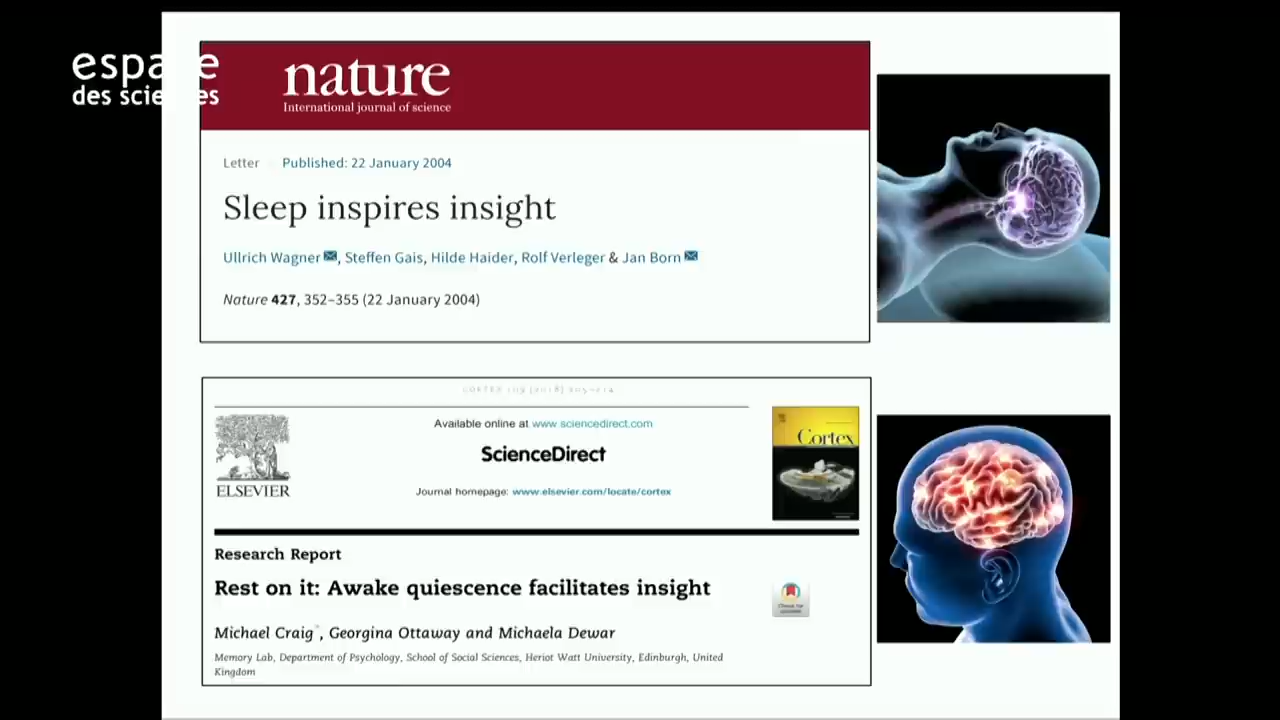 espace
des sciences
nature
International journal of science
Letter Published: 22 January 2004
Sleep inspires insight
Ullrich Wagner, Steffen Gais, Hilde Haider, Rolf Verleger & Jan Born
Nature 427, 352–355 (22 January 2004)
Available online at www.sciencedirect.com
ScienceDirect
Journal homepage: www.elsevier.com/locate/cortex
ELSEVIER
Cortex
Research Report
Rest on it: Awake quiescence facilitates insight
Michael Craig*, Georgina Ottaway and Michaela Dewar
Memory Lab, Department of Psychology, School of Social Sciences, Heriot Watt University, Edinburgh, United
Kingdom